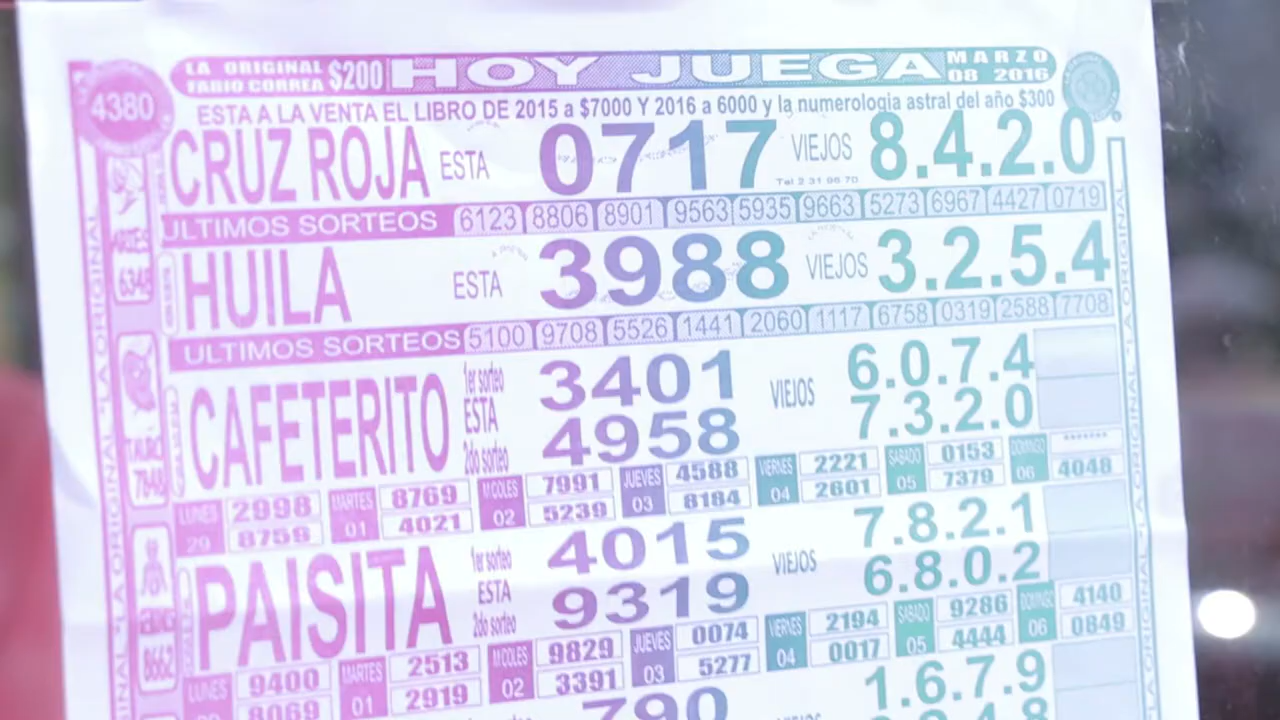 LA ORIGINAL FABIO CORREA $200 HOY JUEGA MARZO 08 2016
4380
ESTA A LA VENTA EL LIBRO DE 2015 a $7000 Y 2016 a 6000 y la numerologia astral del año $300
CRUZ ROJA ESTA 0717 VIEJOS 8.4.2.0
Tel 2 31 96 70
ULTIMOS SORTEOS 6123 8806 8901 9563 5935 9663 5273 6967 4427 0719
HUILA ESTA 3988 VIEJOS 3.2.5.4
ULTIMOS SORTEOS 5100 9708 5526 1441 2060 1117 6758 0319 2588 7708
CAFETERITO 1er sorteo 3401 VIEJOS 6.0.7.4
ESTA
2do sorteo 4958 7.3.2.0
LUNES 29 2998 8759 MARTES 01 8769 4021 MCOLES 02 7991 5239 JUEVES 03 4588 8184 VIERNES 04 2221 2601 SABADO 05 0153 7379 DOMINGO 06 ******* 4048
PAISITA 1er sorteo 4015 VIEJOS 7.8.2.1
ESTA
2do sorteo 9319 6.8.0.2
LUNES 9400 8069 MARTES 01 2513 2919 MCOLES 02 9829 3391 JUEVES 03 0074 5277 VIERNES 04 2194 0017 SABADO 05 9286 4444 DOMINGO 06 4140 0849
790 1.6.7.9
6348
TAURO
7640
8662
"LA ORIGINAL"